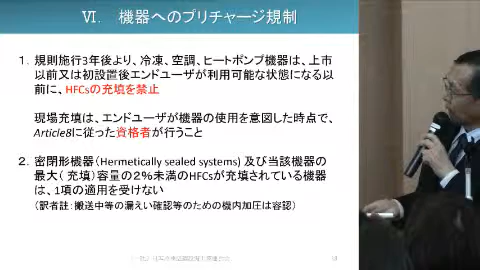 Ⅵ. 機器へのプリチャージ規制
1．規則施行3年後より、冷凍、空調、ヒートポンプ機器は、上市
以前又は初設置後エンドユーザが利用可能な状態になる以
前に、HFCsの充填を禁止
現場充填は、エンドユーザが機器の使用を意図した時点で、
Article8に従った資格者が行うこと
2．密閉形機器（Hermetically sealed systems) 及び当該機器の
最大（ 充填）容量の2％未満のHFCsが充填されている機器
は、1項の適用を受けない
（訳者註：搬送中等の漏えい確認等のための機内加圧は容認）